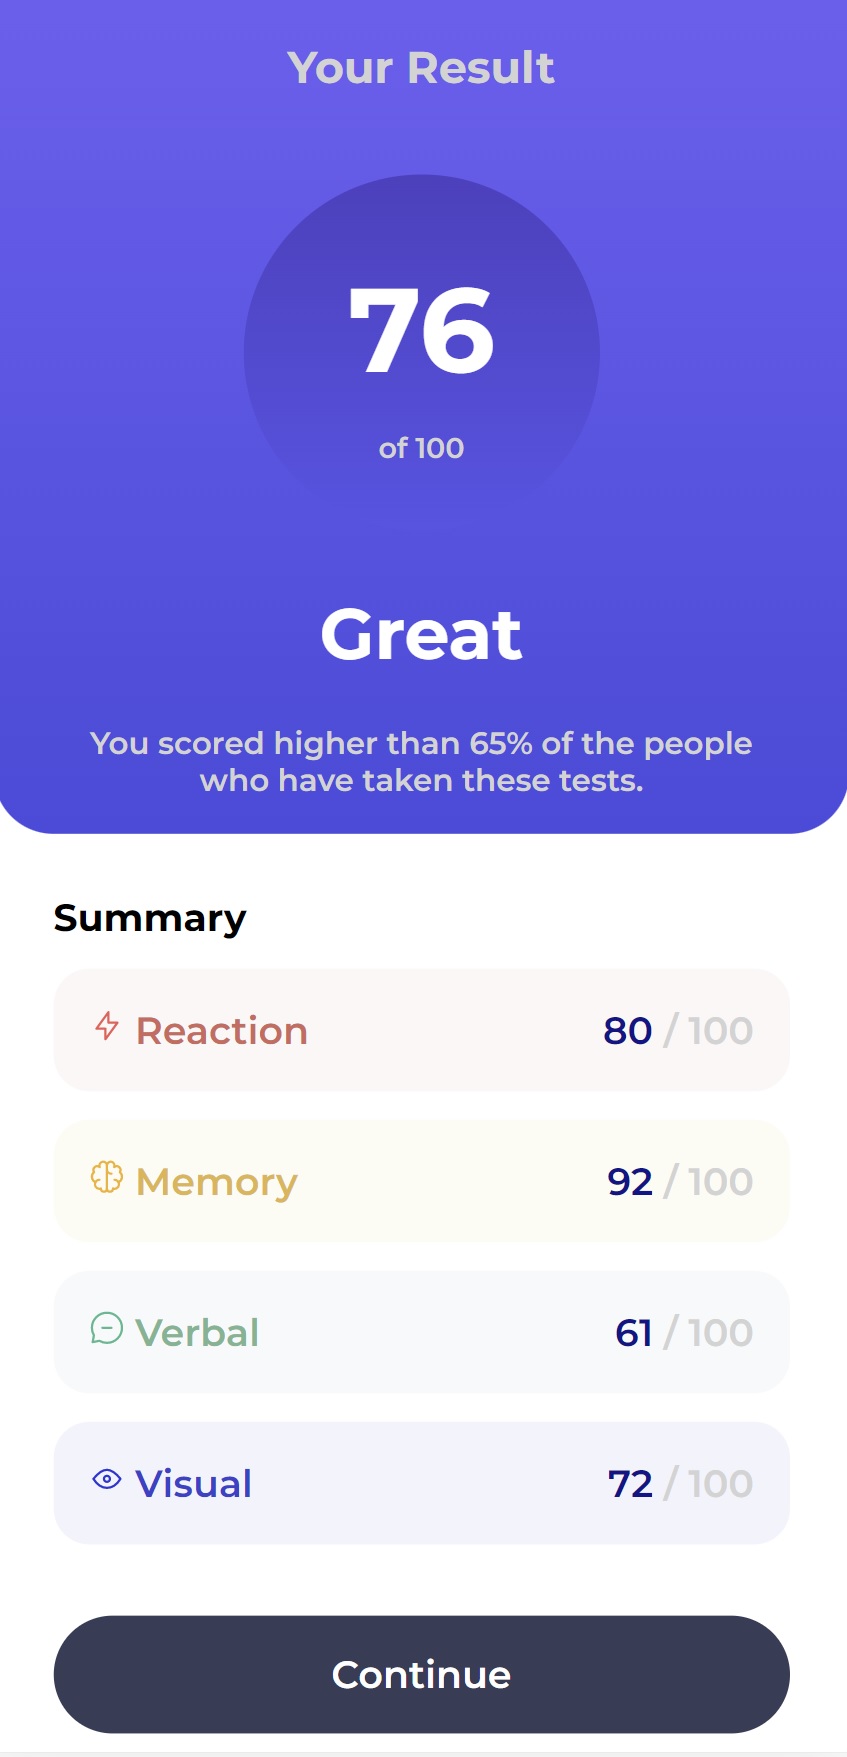 Your Result
76
of 100
Great
You scored higher than 65% of the people
who have taken these tests.
Summary
Reaction 80 / 100
Memory 92 / 100
Verbal 61 / 100
Visual 72 / 100
Continue